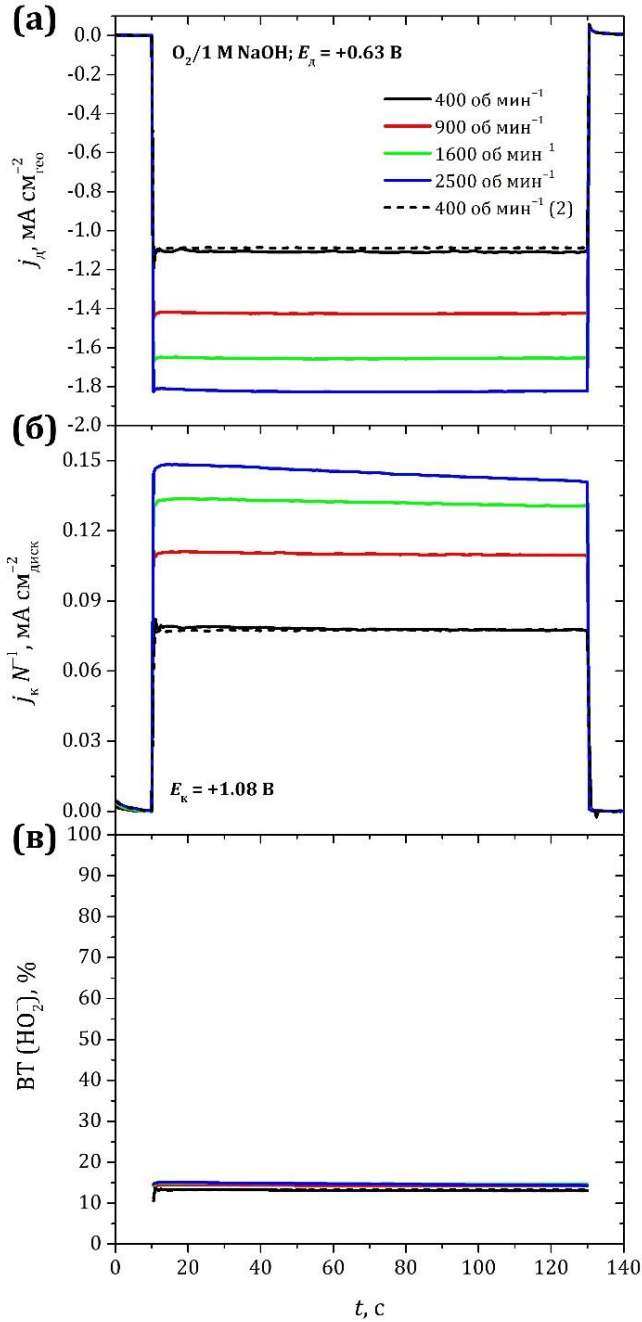 (а)
O₂/1 M NaOH; Eд = +0.63 В
400 об мин⁻¹
900 об мин⁻¹
1600 об мин⁻¹
2500 об мин⁻¹
400 об мин⁻¹ (2)
jд, мА см⁻²гео
0.0
-0.2
-0.4
-0.6
-0.8
-1.0
-1.2
-1.4
-1.6
-1.8
-2.0
(б)
jк N⁻¹, мА см⁻²диск
0.15
0.12
0.09
0.06
0.03
0.00
Eк = +1.08 В
(в)
ВТ (HO₂⁻), %
100
90
80
70
60
50
40
30
20
10
0
0 20 40 60 80 100 120 140
t, с